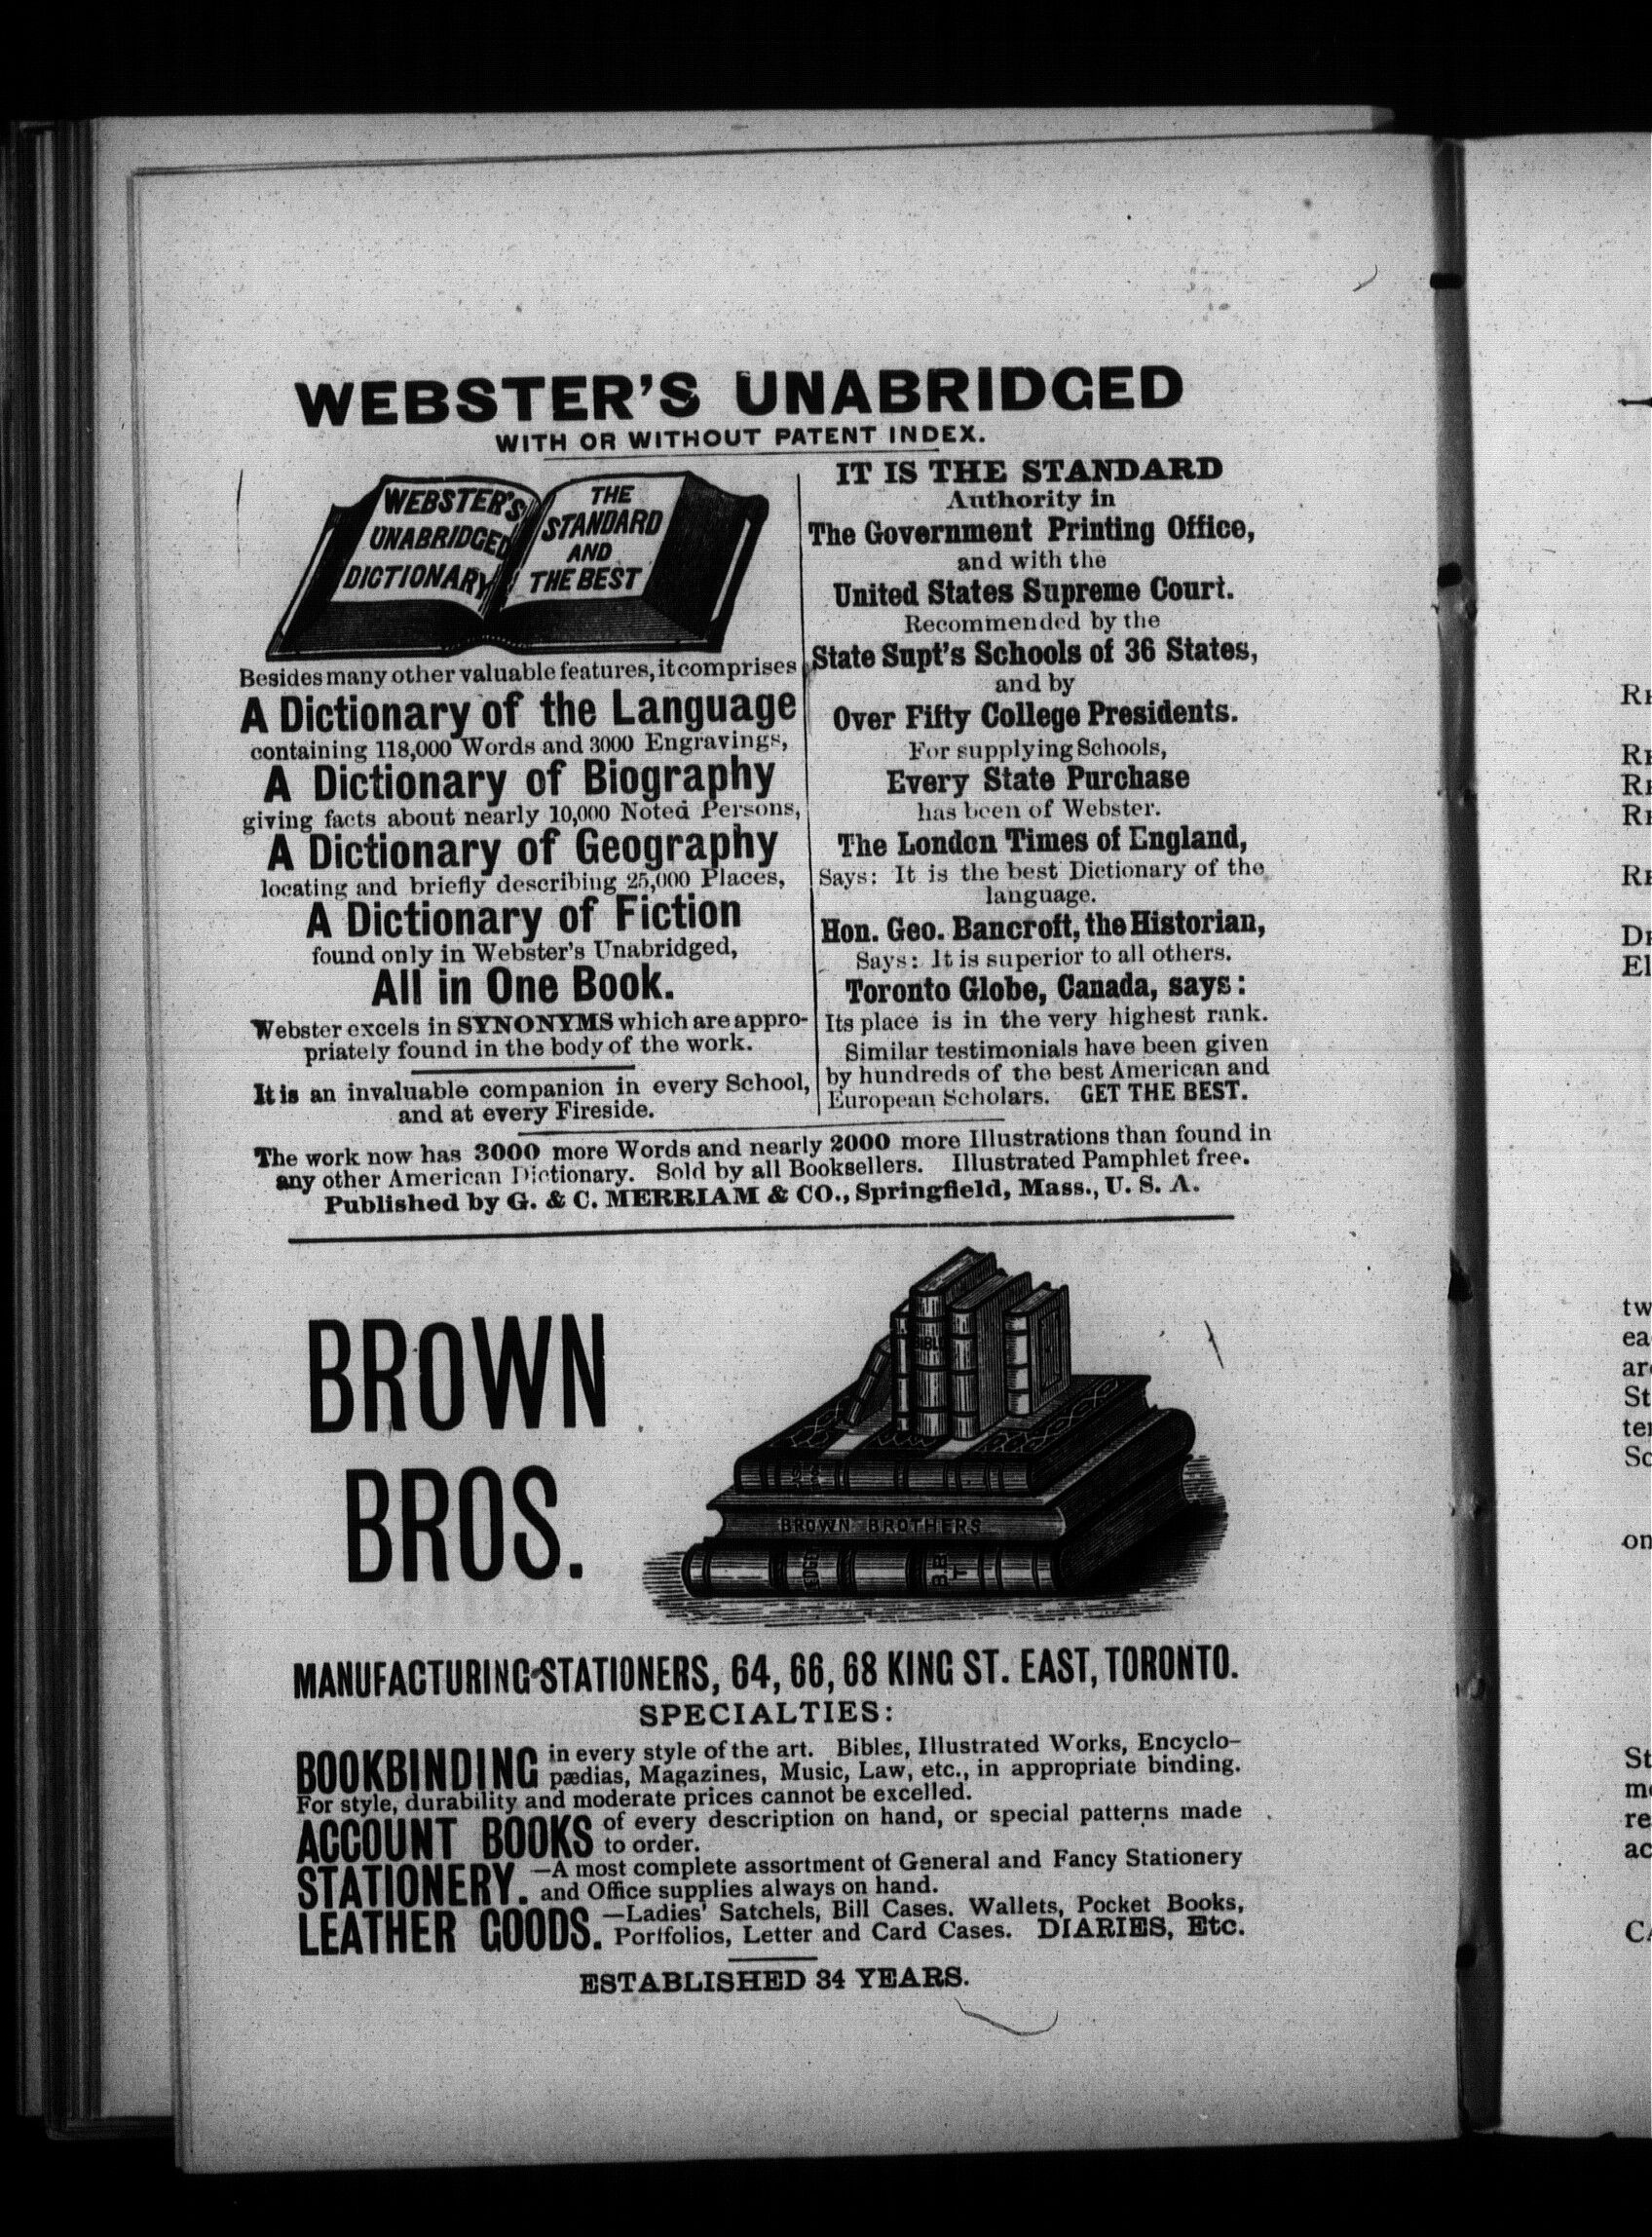 WEBSTER'S UNABRIDGED
WITH OR WITHOUT PATENT INDEX.
WEBSTER'S
UNABRIDGED
DICTIONARY
THE
STANDARD
AND
THE BEST
Besides many other valuable features, it comprises
A Dictionary of the Language
containing 118,000 Words and 3000 Engravings,
A Dictionary of Biography
giving facts about nearly 10,000 Noted Persons,
A Dictionary of Geography
locating and briefly describing 25,000 Places,
A Dictionary of Fiction
found only in Webster's Unabridged,
All in One Book.
Webster excels in SYNONYMS which are appro-
priately found in the body of the work.
It is an invaluable companion in every School,
and at every Fireside.
IT IS THE STANDARD
Authority in
The Government Printing Office,
and with the
United States Supreme Court.
Recommended by the
State Supt's Schools of 36 States,
and by
Over Fifty College Presidents.
For supplying Schools,
Every State Purchase
has been of Webster.
The London Times of England,
Says: It is the best Dictionary of the
language.
Hon. Geo. Bancroft, the Historian,
Says: It is superior to all others.
Toronto Globe, Canada, says:
Its place is in the very highest rank.
Similar testimonials have been given
by hundreds of the best American and
European Scholars. GET THE BEST.
The work now has 3000 more Words and nearly 2000 more Illustrations than found in
any other American Dictionary. Sold by all Booksellers. Illustrated Pamphlet free.
Published by G. & C. MERRIAM & CO., Springfield, Mass., U. S. A.
BROWN
BROS.
BIBLE
BROWN BROTHERS
MANUFACTURING STATIONERS, 64, 66, 68 KING ST. EAST, TORONTO.
SPECIALTIES:
BOOKBINDING in every style of the art. Bibles, Illustrated Works, Encyclo-
pædias, Magazines, Music, Law, etc., in appropriate binding.
For style, durability and moderate prices cannot be excelled.
ACCOUNT BOOKS of every description on hand, or special patterns made
to order.
STATIONERY. —A most complete assortment of General and Fancy Stationery
and Office supplies always on hand.
LEATHER GOODS. —Ladies' Satchels, Bill Cases. Wallets, Pocket Books,
Portfolios, Letter and Card Cases. DIARIES, Etc.
ESTABLISHED 34 YEARS.